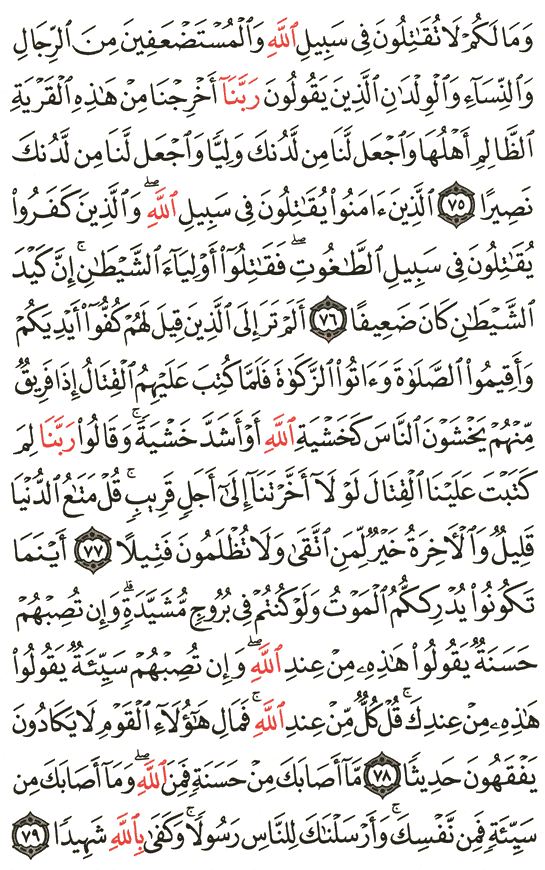 وَمَا لَكُمۡ لَا تُقَٰتِلُونَ فِي سَبِيلِ ٱللَّهِ وَٱلۡمُسۡتَضۡعَفِينَ مِنَ ٱلرِّجَالِ
وَٱلنِّسَآءِ وَٱلۡوِلۡدَٰنِ ٱلَّذِينَ يَقُولُونَ رَبَّنَآ أَخۡرِجۡنَا مِنۡ هَٰذِهِ ٱلۡقَرۡيَةِ
ٱلظَّالِمِ أَهۡلُهَا وَٱجۡعَل لَّنَا مِن لَّدُنكَ وَلِيّٗا وَٱجۡعَل لَّنَا مِن لَّدُنكَ
نَصِيرًا ٧٥ ٱلَّذِينَ ءَامَنُواْ يُقَٰتِلُونَ فِي سَبِيلِ ٱللَّهِۖ وَٱلَّذِينَ كَفَرُواْ
يُقَٰتِلُونَ فِي سَبِيلِ ٱلطَّٰغُوتِۖ فَقَٰتِلُوٓاْ أَوۡلِيَآءَ ٱلشَّيۡطَٰنِۚ إِنَّ كَيۡدَ
ٱلشَّيۡطَٰنِ كَانَ ضَعِيفًا ٧٦ أَلَمۡ تَرَ إِلَى ٱلَّذِينَ قِيلَ لَهُمۡ كُفُّوٓاْ أَيۡدِيَكُمۡ
وَأَقِيمُواْ ٱلصَّلَوٰةَ وَءَاتُواْ ٱلزَّكَوٰةَ فَلَمَّا كُتِبَ عَلَيۡهِمُ ٱلۡقِتَالُ إِذَا فَرِيقٞ
مِّنۡهُمۡ يَخۡشَوۡنَ ٱلنَّاسَ كَخَشۡيَةِ ٱللَّهِ أَوۡ أَشَدَّ خَشۡيَةٗۚ وَقَالُواْ رَبَّنَا لِمَ
كَتَبۡتَ عَلَيۡنَا ٱلۡقِتَالَ لَوۡلَآ أَخَّرۡتَنَآ إِلَىٰٓ أَجَلٖ قَرِيبٖۗ قُلۡ مَتَٰعُ ٱلدُّنۡيَا
قَلِيلٞ وَٱلۡأٓخِرَةُ خَيۡرٞ لِّمَنِ ٱتَّقَىٰ وَلَا تُظۡلَمُونَ فَتِيلًا ٧٧ أَيۡنَمَا
تَكُونُواْ يُدۡرِككُّمُ ٱلۡمَوۡتُ وَلَوۡ كُنتُمۡ فِي بُرُوجٖ مُّشَيَّدَةٖۗ وَإِن تُصِبۡهُمۡ
حَسَنَةٞ يَقُولُواْ هَٰذِهِۦ مِنۡ عِندِ ٱللَّهِۖ وَإِن تُصِبۡهُمۡ سَيِّئَةٞ يَقُولُواْ
هَٰذِهِۦ مِنۡ عِندِكَۚ قُلۡ كُلّٞ مِّنۡ عِندِ ٱللَّهِۖ فَمَالِ هَٰٓؤُلَآءِ ٱلۡقَوۡمِ لَا يَكَادُونَ
يَفۡقَهُونَ حَدِيثٗا ٧٨ مَّآ أَصَابَكَ مِنۡ حَسَنَةٖ فَمِنَ ٱللَّهِۖ وَمَآ أَصَابَكَ مِن
سَيِّئَةٖ فَمِن نَّفۡسِكَۚ وَأَرۡسَلۡنَٰكَ لِلنَّاسِ رَسُولٗاۚ وَكَفَىٰ بِٱللَّهِ شَهِيدٗا ٧٩